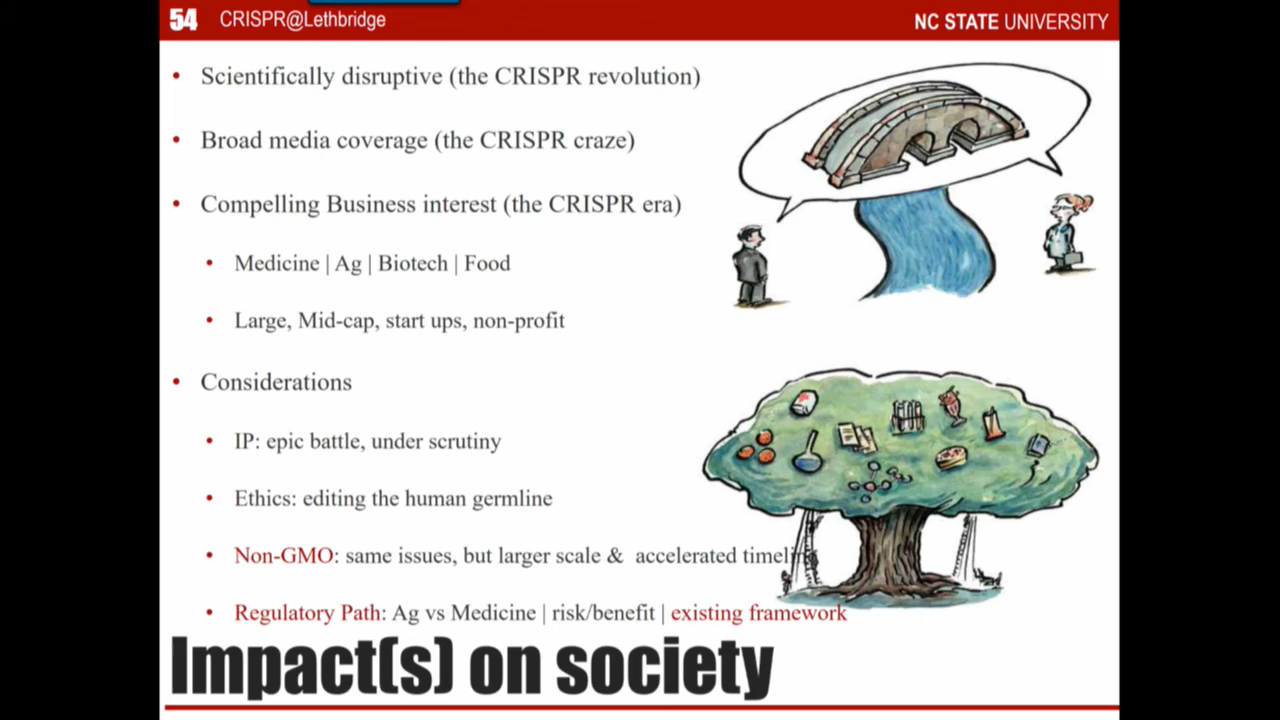 54 CRISPR@Lethbridge NC STATE UNIVERSITY
• Scientifically disruptive (the CRISPR revolution)
• Broad media coverage (the CRISPR craze)
• Compelling Business interest (the CRISPR era)
• Medicine | Ag | Biotech | Food
• Large, Mid-cap, start ups, non-profit
• Considerations
• IP: epic battle, under scrutiny
• Ethics: editing the human germline
• Non-GMO: same issues, but larger scale & accelerated timeline
• Regulatory Path: Ag vs Medicine | risk/benefit | existing framework
Impact(s) on society